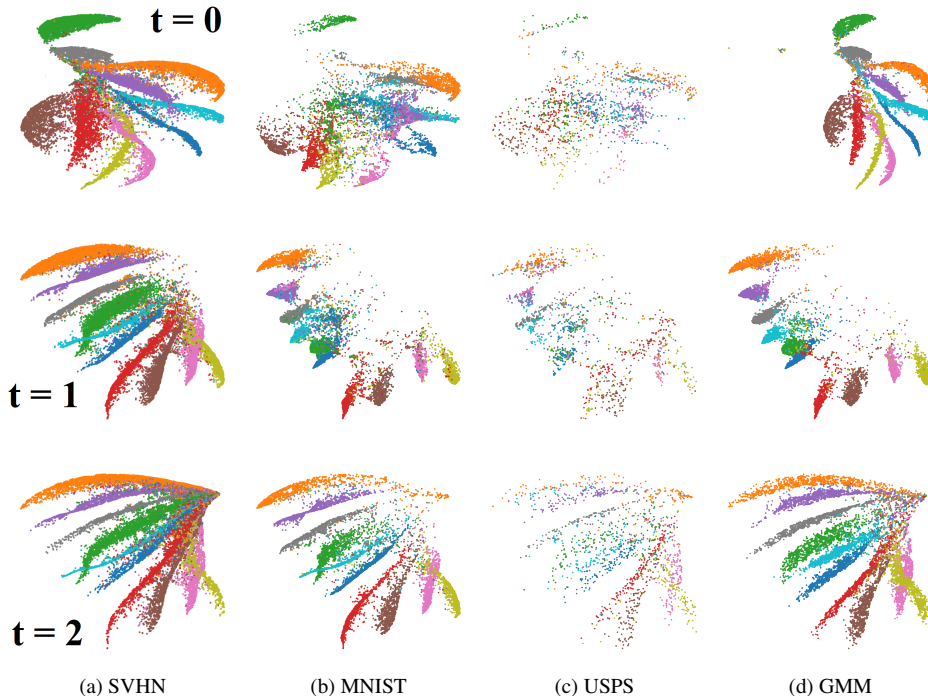 t = 0
t = 1
t = 2
(a) SVHN
(b) MNIST
(c) USPS
(d) GMM